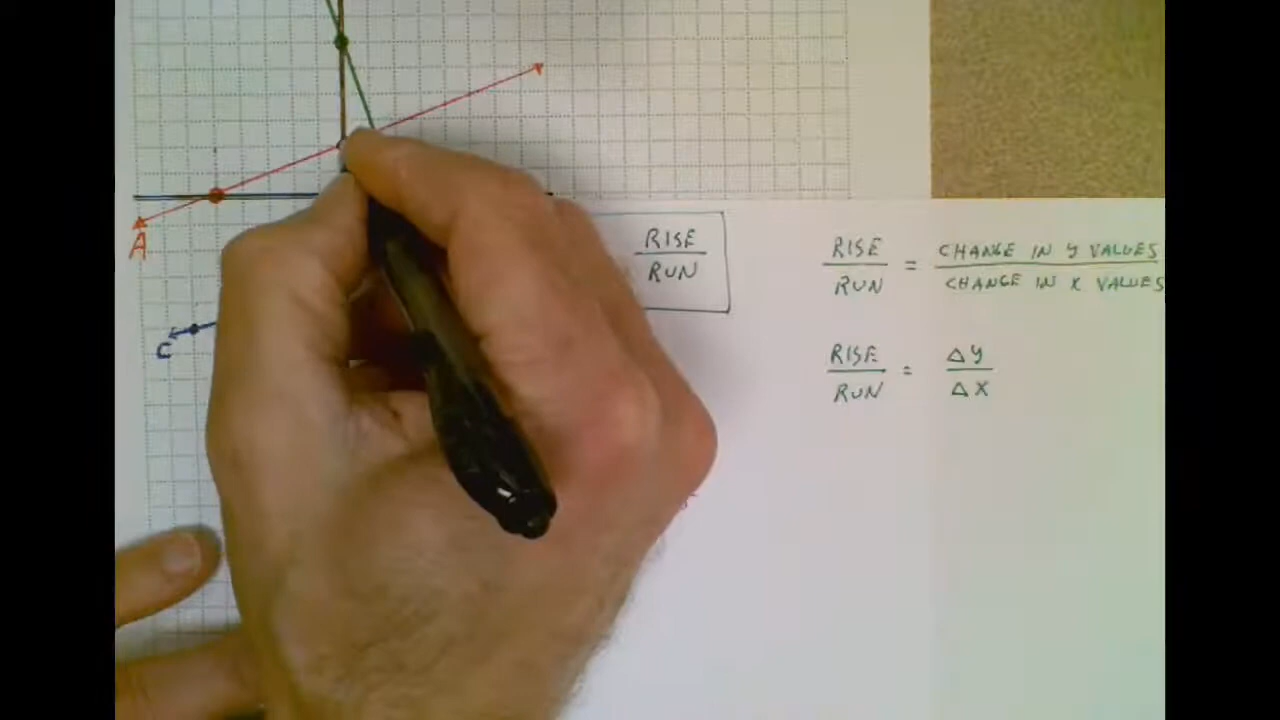 A
C
RISE
RUN
RISE = CHANGE IN Y VALUES
RUN CHANGE IN X VALUES
RISE = ΔY
RUN ΔX